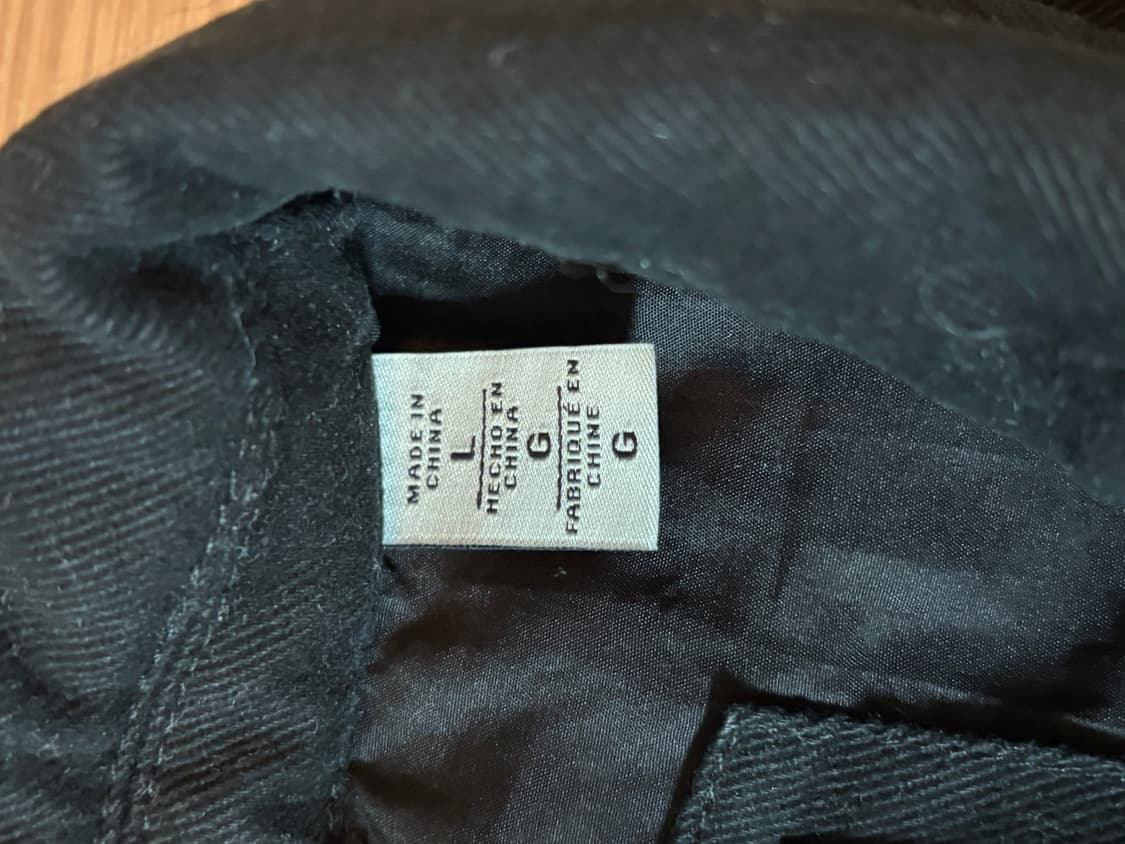 MADE IN
CHINA
L
HECHO EN
CHINA
G
FABRIQUÉ EN
CHINE
G